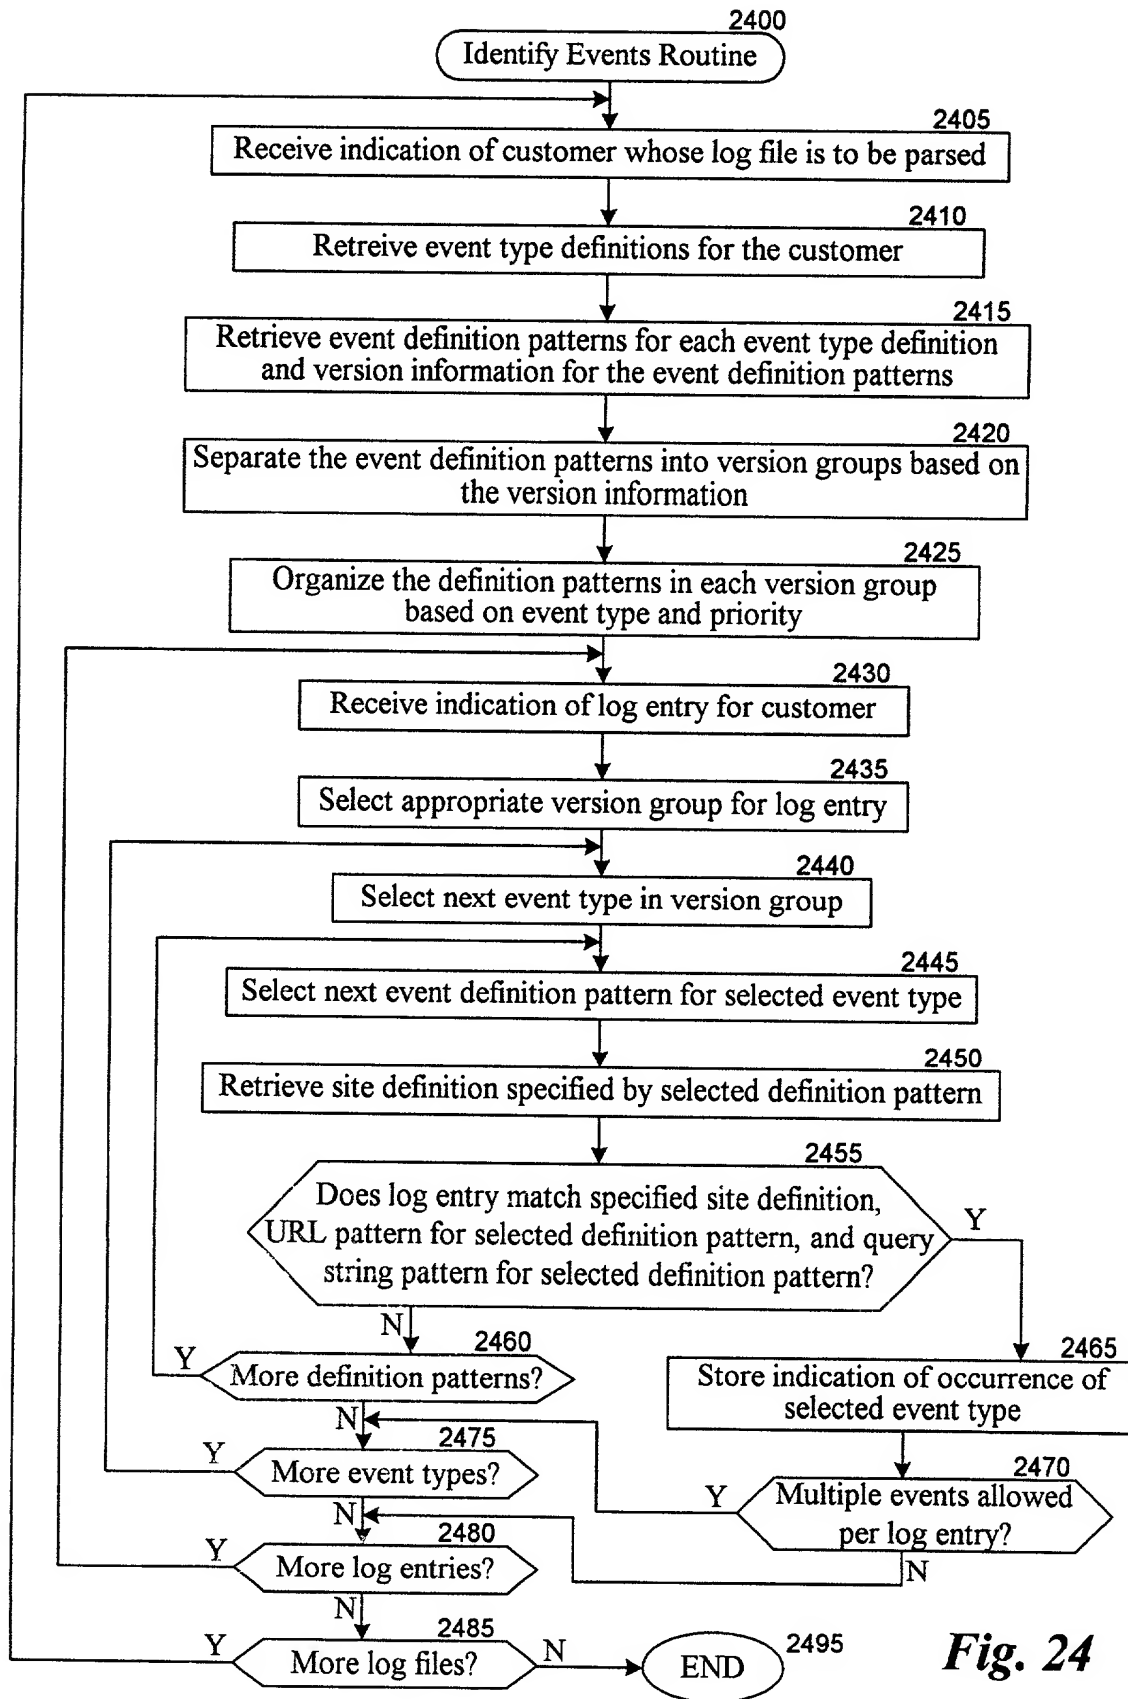 2400
Identify Events Routine
2405
Receive indication of customer whose log file is to be parsed
2410
Retreive event type definitions for the customer
2415
Retrieve event definition patterns for each event type definition
and version information for the event definition patterns
2420
Separate the event definition patterns into version groups based on
the version information
2425
Organize the definition patterns in each version group
based on event type and priority
2430
Receive indication of log entry for customer
2435
Select appropriate version group for log entry
2440
Select next event type in version group
2445
Select next event definition pattern for selected event type
2450
Retrieve site definition specified by selected definition pattern
2455
Does log entry match specified site definition,
URL pattern for selected definition pattern, and query
string pattern for selected definition pattern?
Y
N
2460
More definition patterns?
Y
N
2465
Store indication of occurrence of
selected event type
2475
More event types?
Y
N
2470
Multiple events allowed
per log entry?
Y
N
2480
More log entries?
Y
N
2485
More log files?
Y
N
END
2495
Fig. 24